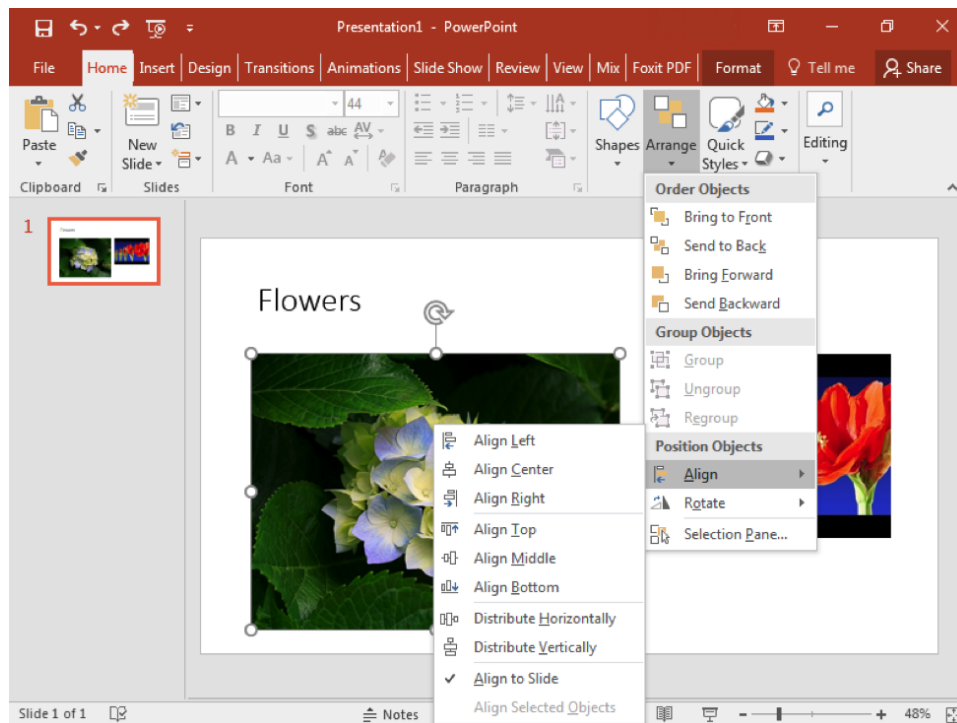 Presentation1 - PowerPoint
File Home Insert Design Transitions Animations Slide Show Review View Mix Foxit PDF Format Tell me Share
44
B I U S abc AV
A Aa A A
Paste
New
Slide
Shapes
Arrange
Quick
Styles
Editing
Clipboard Slides Font Paragraph
Order Objects
Bring to Front
Send to Back
Bring Forward
Send Backward
Group Objects
Group
Ungroup
Regroup
Position Objects
Align
Rotate
Selection Pane...
1
Flowers
Align Left
Align Center
Align Right
Align Top
Align Middle
Align Bottom
Distribute Horizontally
Distribute Vertically
Align to Slide
Align Selected Objects
Slide 1 of 1 Notes 48%